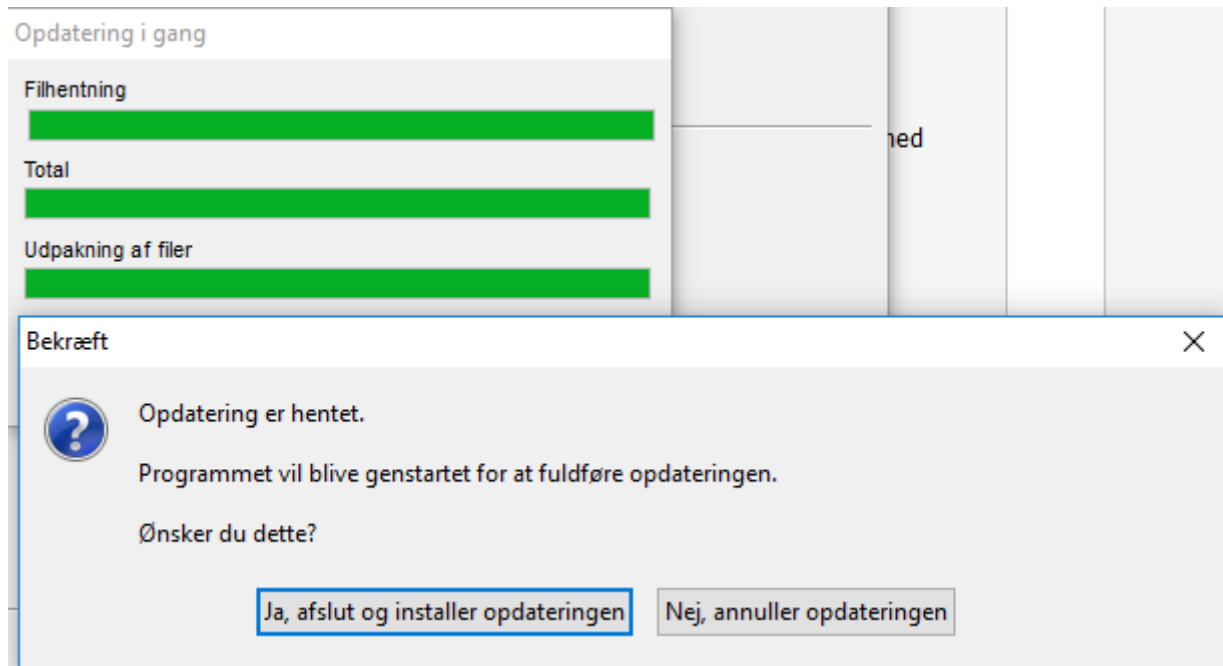 Opdatering i gang
Filhentning
Total
Udpakning af filer
Bekræft
Opdatering er hentet.
Programmet vil blive genstartet for at fuldføre opdateringen.
Ønsker du dette?
Ja, afslut og installer opdateringen
Nej, annuller opdateringen